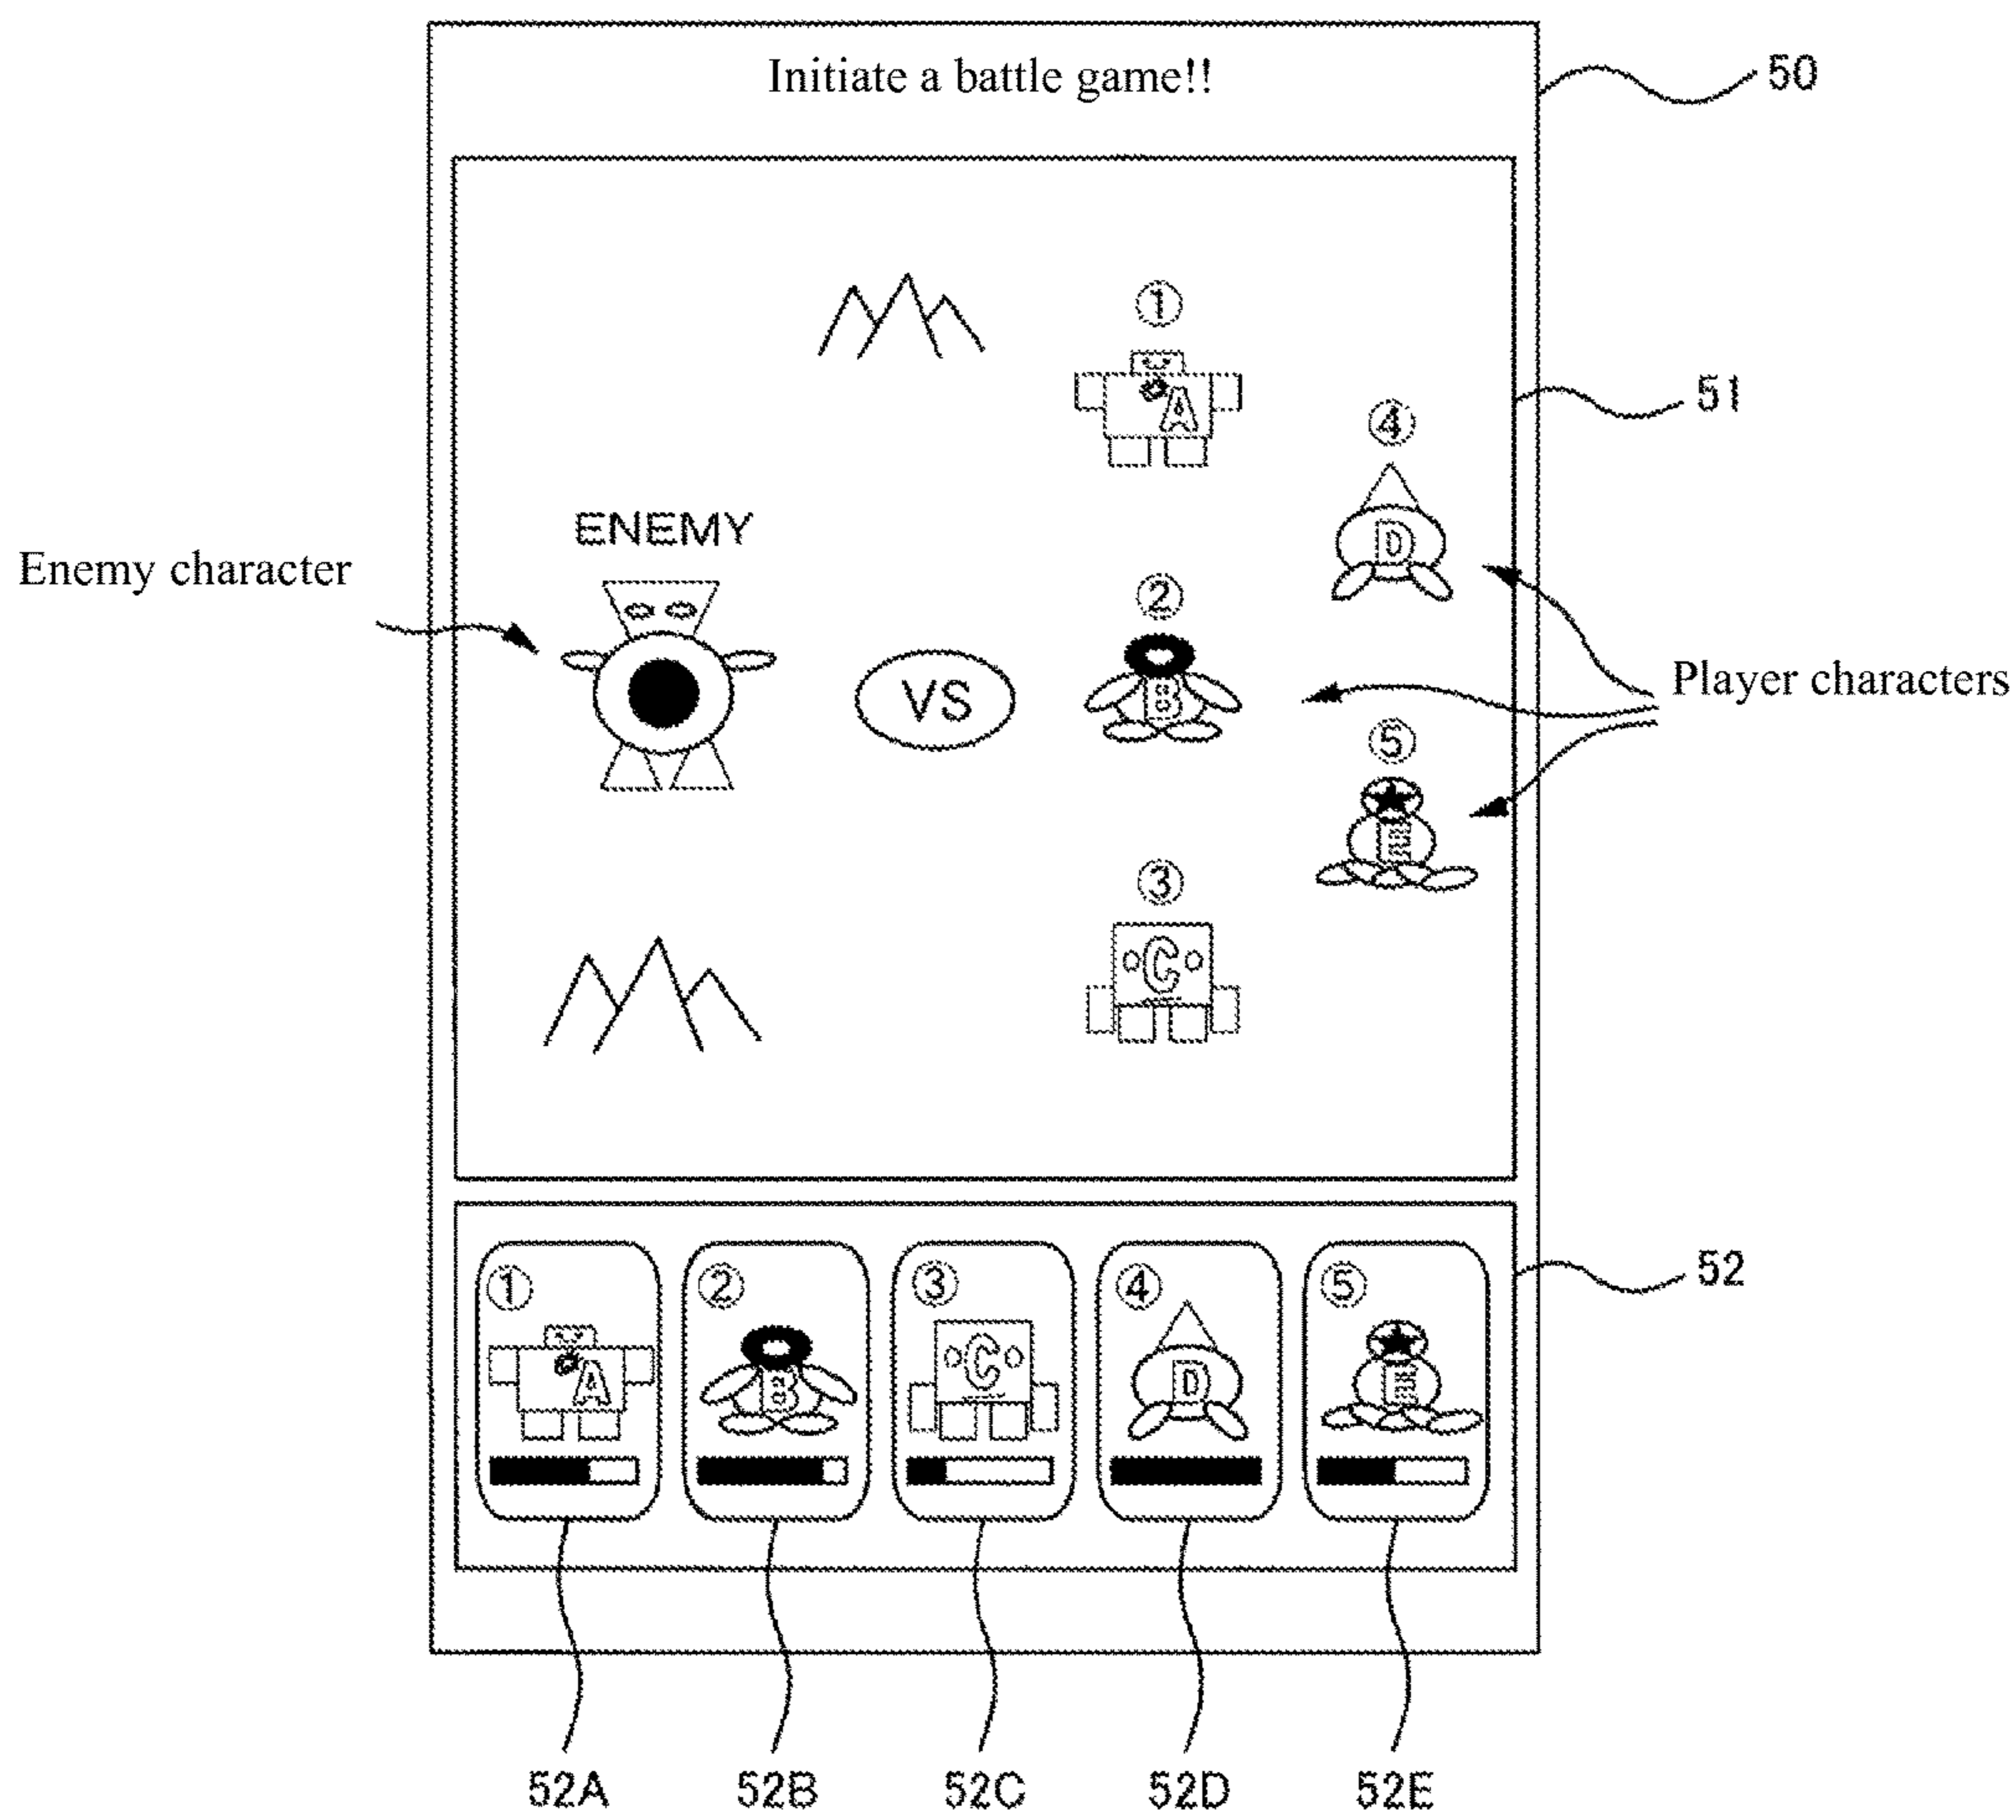 Initiate a battle game!!
50
①
51
④
A
ENEMY
D
Enemy character
②
Player characters
B
VS
⑤
E
③
C
52
① ② ③ ④ ⑤
A B C D E
52A 52B 52C 52D 52E